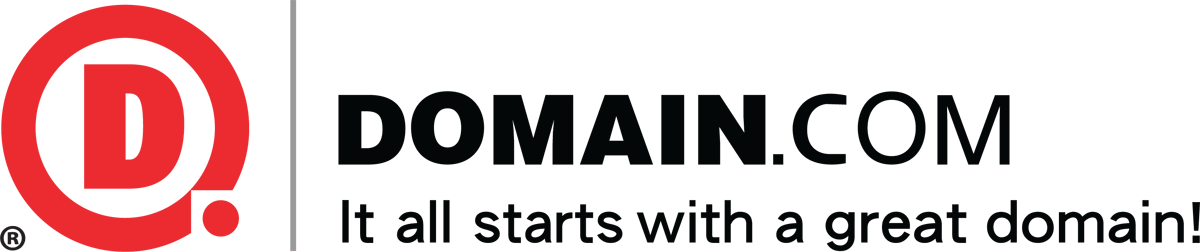 D.
®
DOMAIN.COM
It all starts with a great domain!